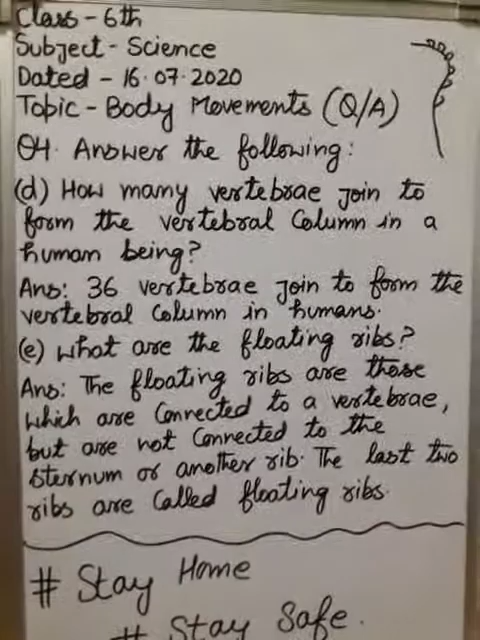 Class - 6th
Subject - Science
Dated - 16.07.2020
Topic - Body Movements (Q/A)
Q4. Answer the following:
(d) How many vertebrae join to
form the vertebral column in a
human being?
Ans: 36 vertebrae join to form the
vertebral column in humans.
(e) What are the floating ribs?
Ans: The floating ribs are those
which are connected to a vertebrae,
but are not connected to the
sternum or another rib. The last two
ribs are called floating ribs.
# Stay Home
# Stay Safe.